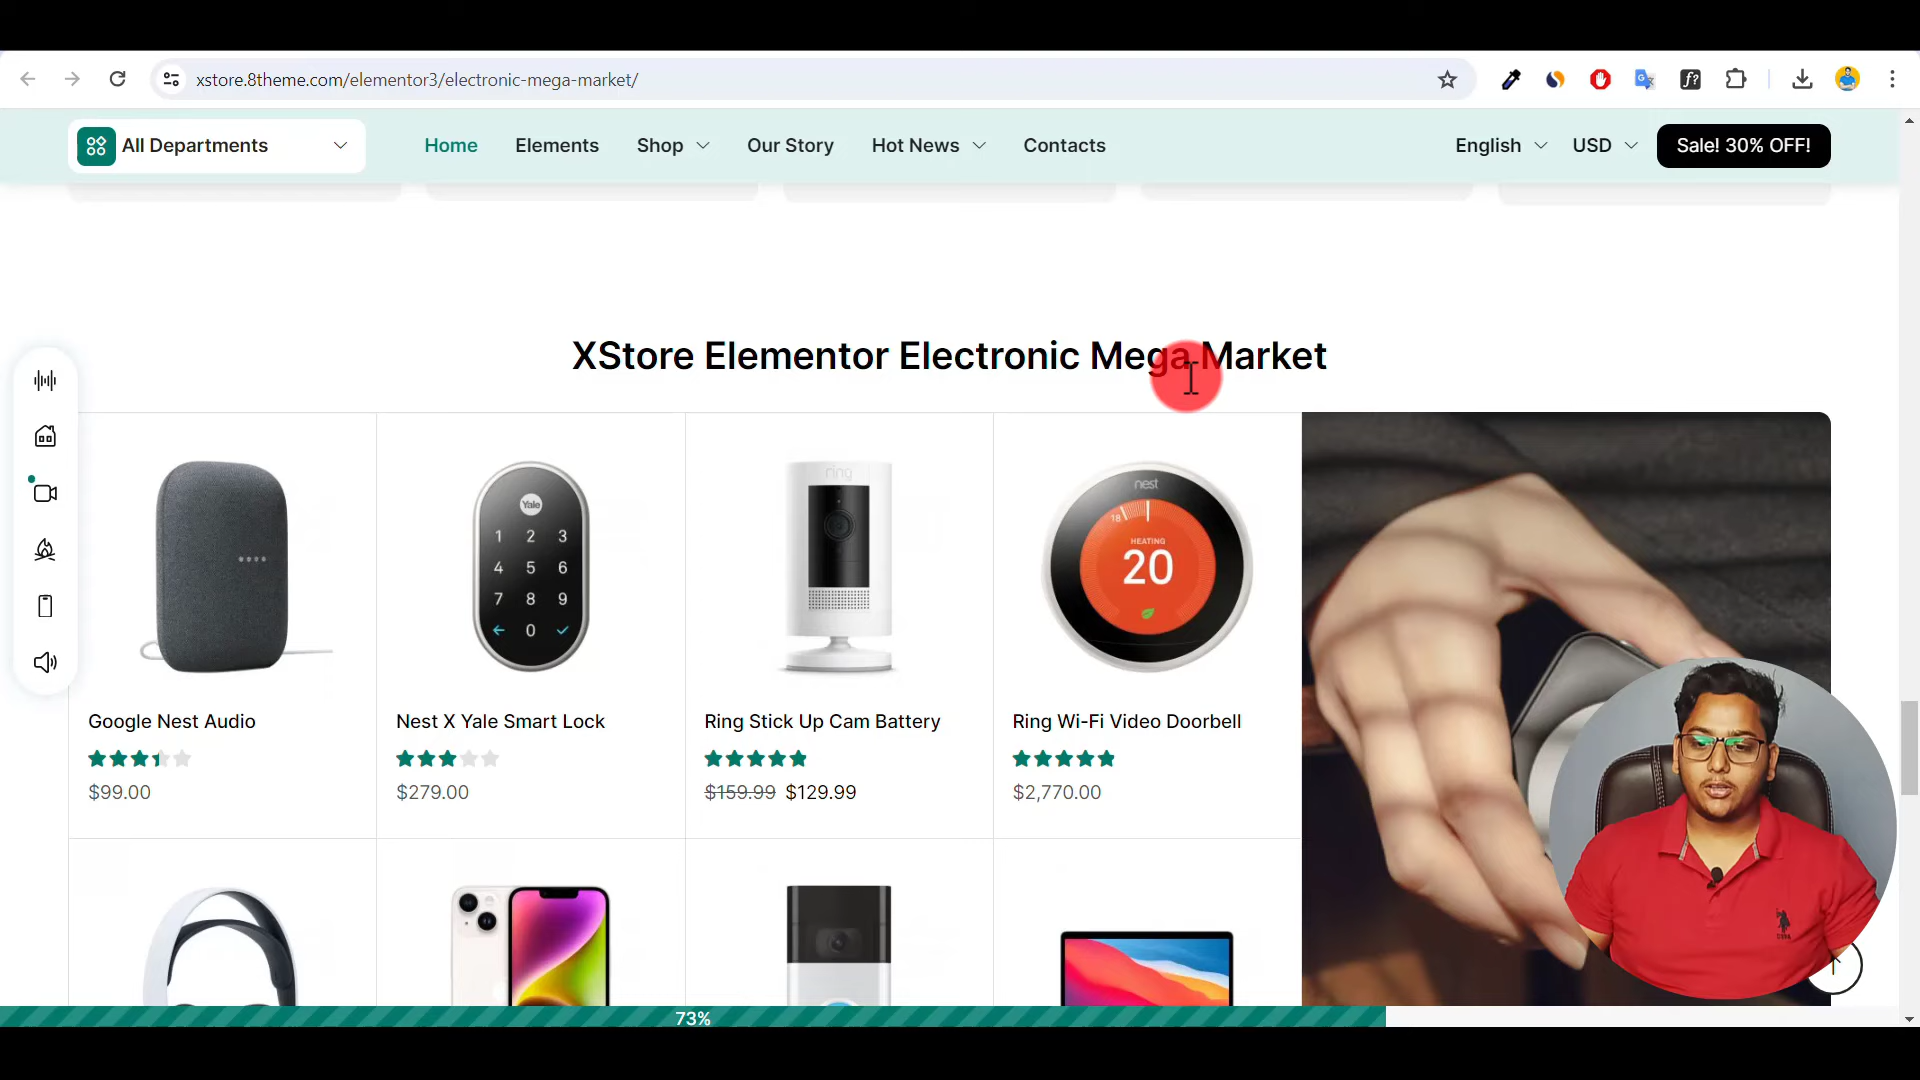 xstore.8theme.com/elementor3/electronic-mega-market/
All Departments
Home
Elements
Shop
Our Story
Hot News
Contacts
English
USD
Sale! 30% OFF!
XStore Elementor Electronic Mega Market
Yale
1 2 3
4 5 6
7 8 9
0
ring
nest
18
HEATING
20
Google Nest Audio
Nest X Yale Smart Lock
Ring Stick Up Cam Battery
Ring Wi-Fi Video Doorbell
$99.00
$279.00
$159.99 $129.99
$2,770.00
73%